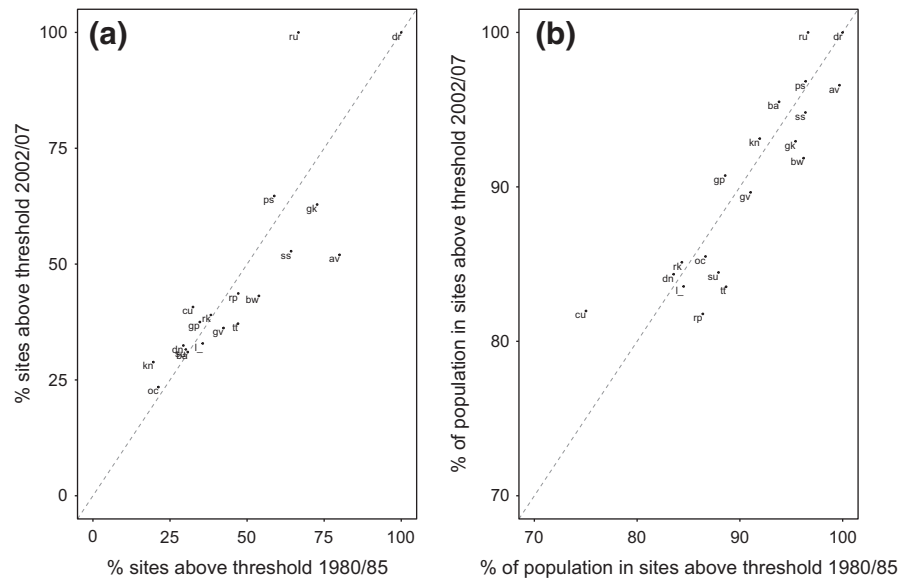 (a)
100
75
50
25
0
% sites above threshold 2002/07
ru
dr
ps
gk
ss
av
rp
bw
cu
rk
gp
gv
tt
l_
dn
ba
kn
oc
0 25 50 75 100
% sites above threshold 1980/85
(b)
100
90
80
70
% of population in sites above threshold 2002/07
ru
dr
ps
av
ba
ss
kn
gk
bw
gp
gv
oc
rk
su
dn
l_
tt
cu
rp
70 80 90 100
% of population in sites above threshold 1980/85